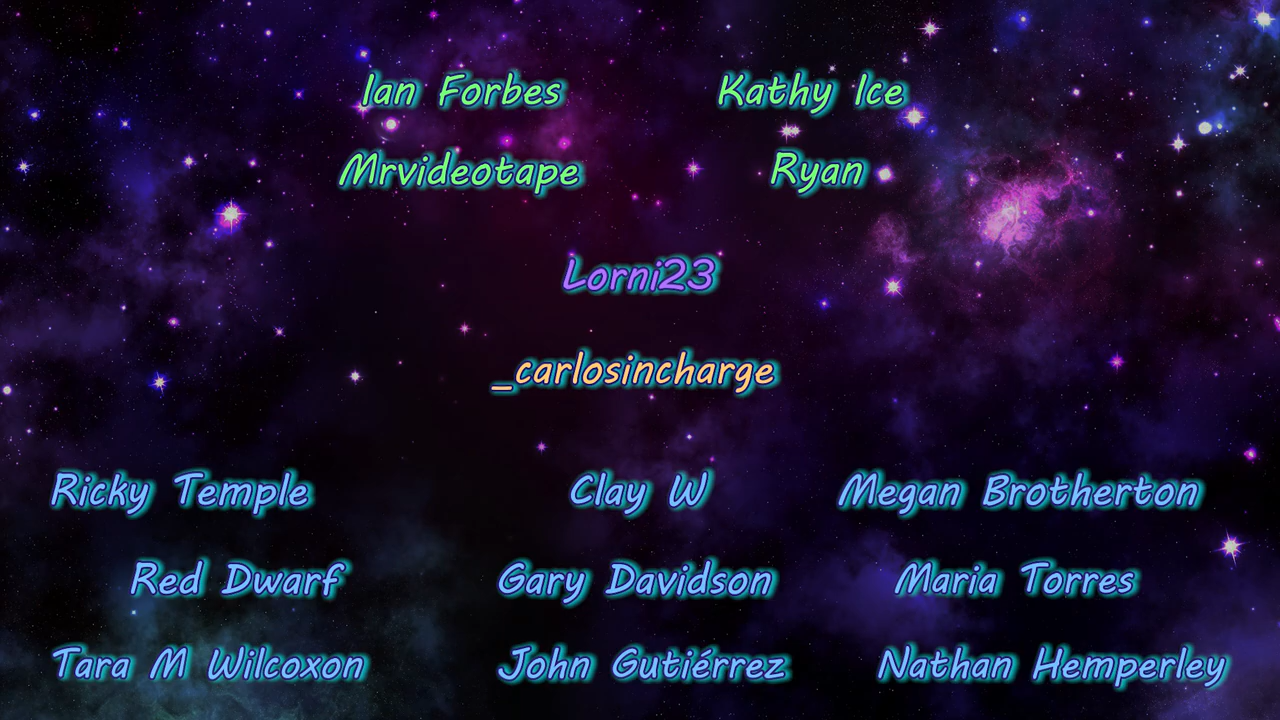 Ian Forbes Kathy Ice
Mrvideotape Ryan
Lorni23
_carlosincharge
Ricky Temple Clay W Megan Brotherton
Red Dwarf Gary Davidson Maria Torres
Tara M Wilcoxon John Gutiérrez Nathan Hemperley